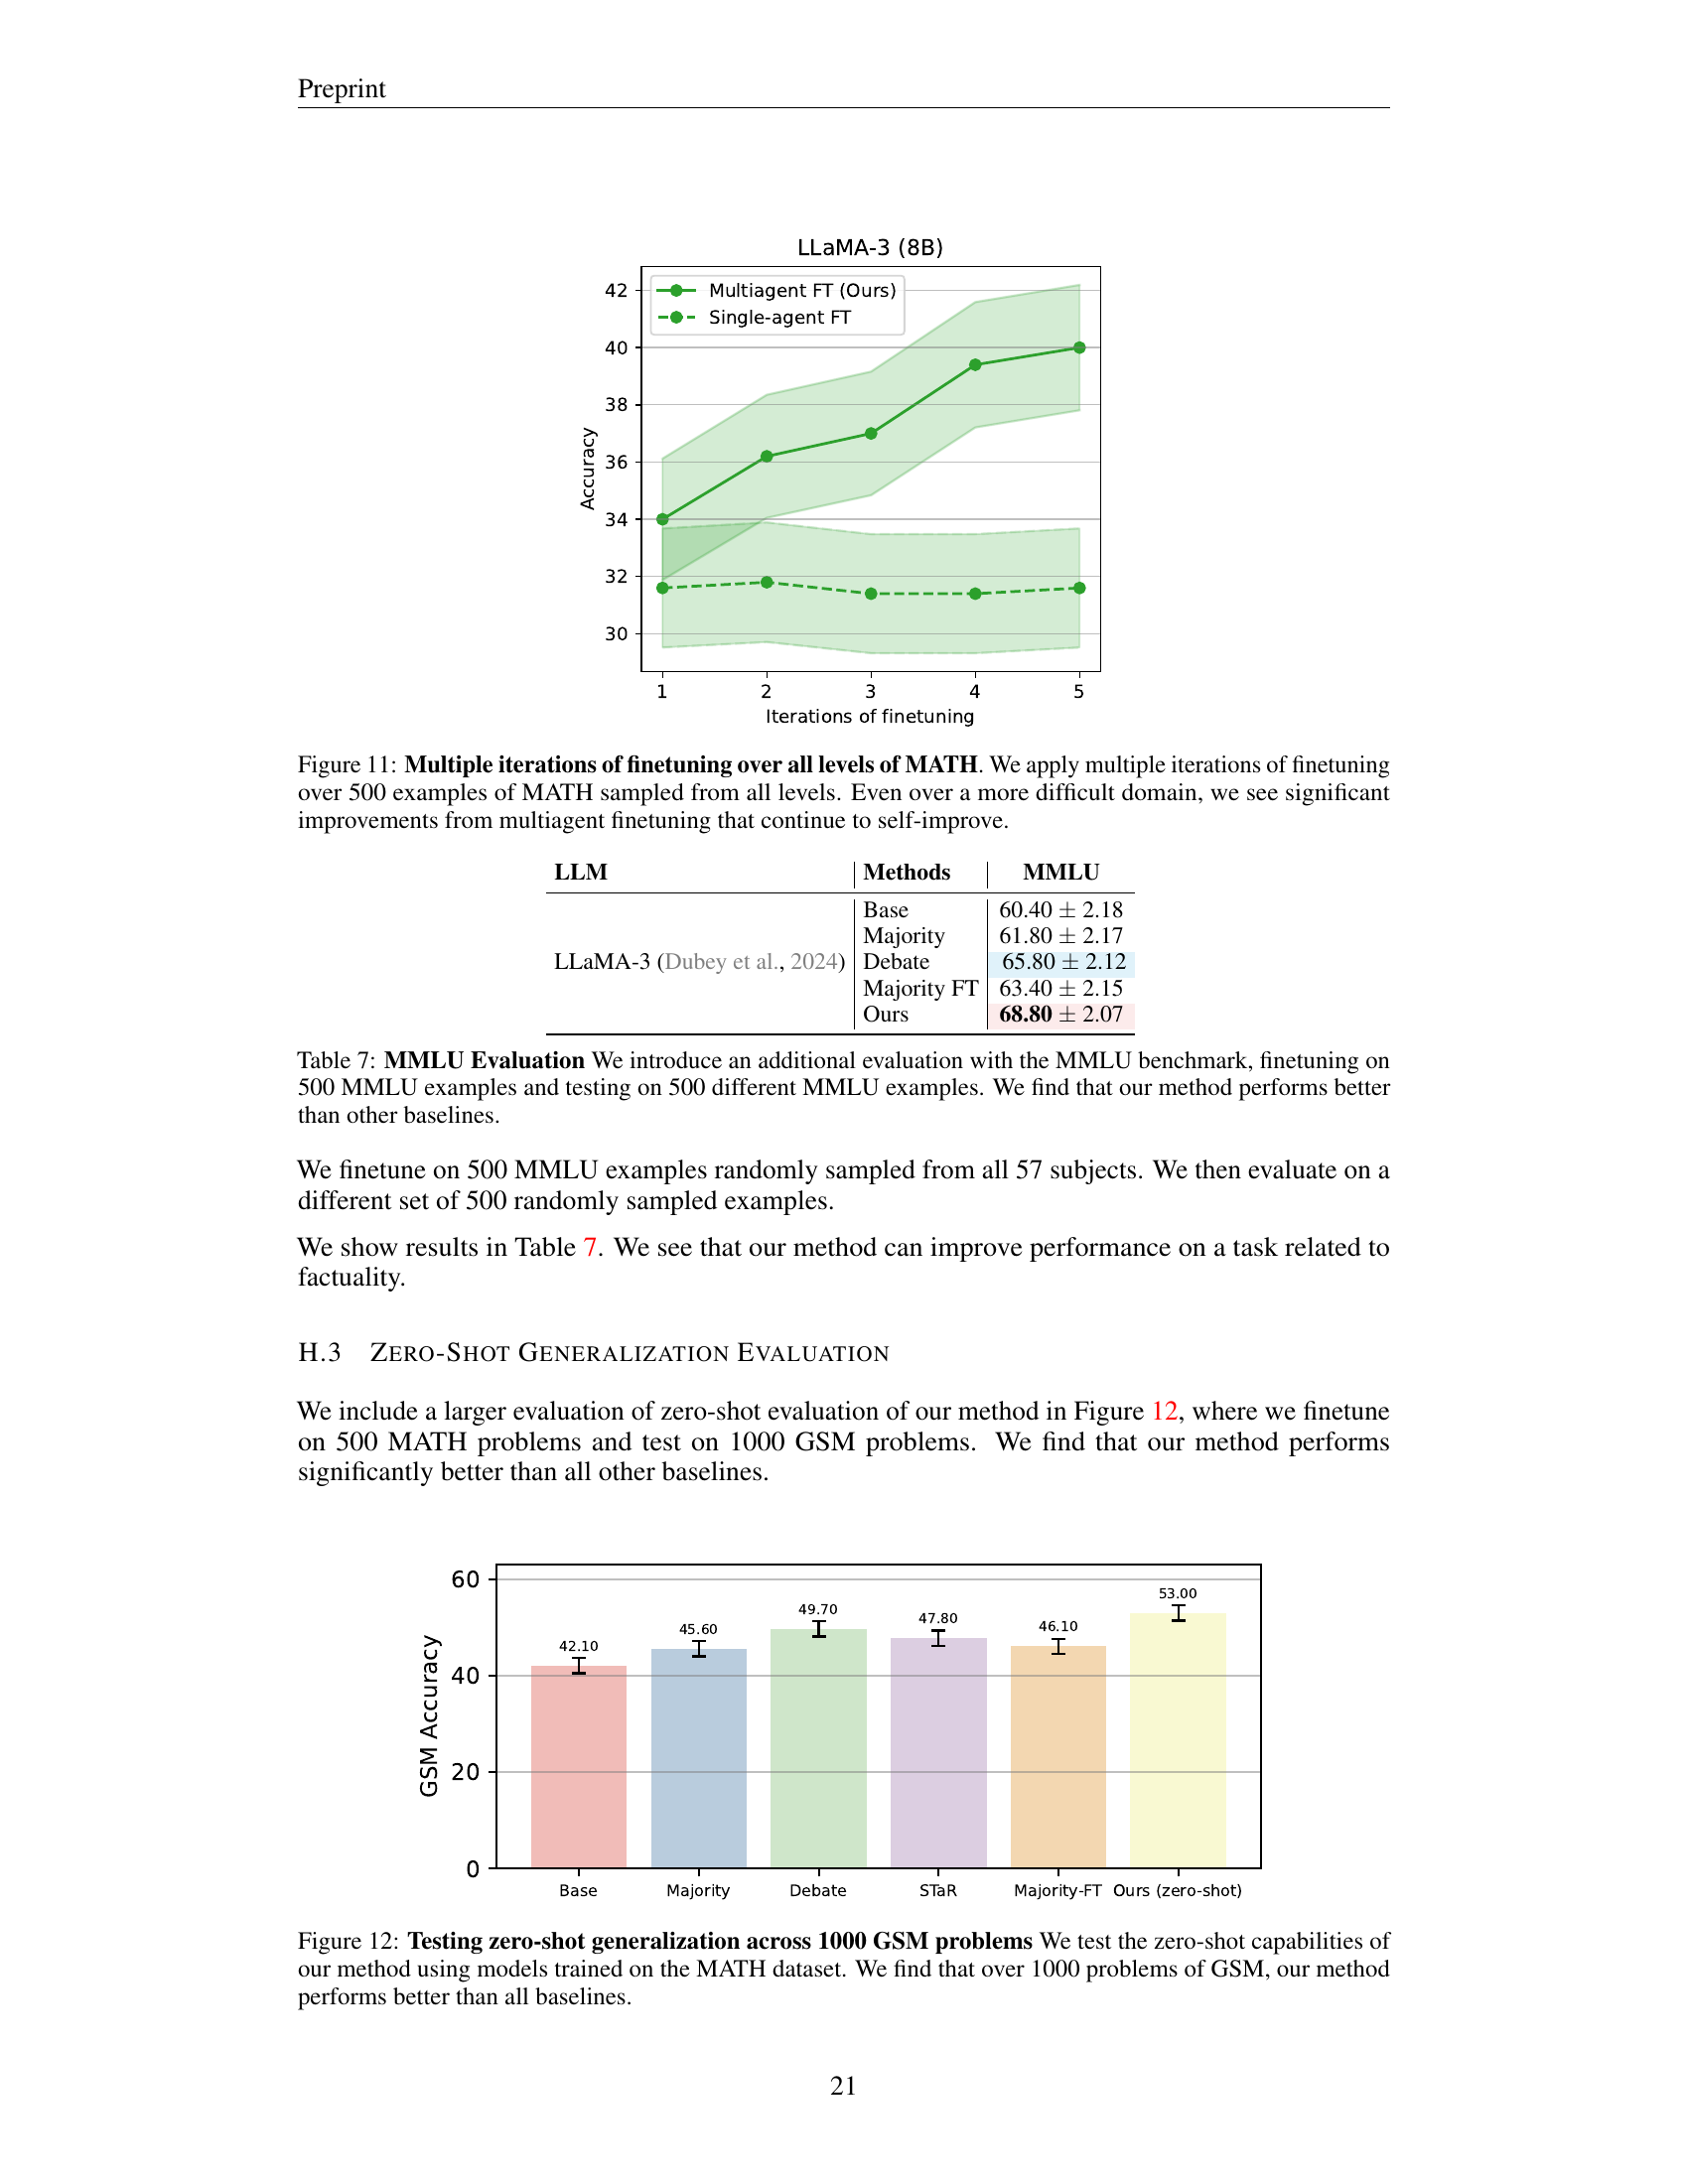 Preprint
LLaMA-3 (8B)
Multiagent FT (Ours)
Single-agent FT
42
40
38
36
34
32
30
Accuracy
1 2 3 4 5
Iterations of finetuning
Figure 11: Multiple iterations of finetuning over all levels of MATH. We apply multiple iterations of finetuning
over 500 examples of MATH sampled from all levels. Even over a more difficult domain, we see significant
improvements from multiagent finetuning that continue to self-improve.
LLM Methods MMLU
Base 60.40 ± 2.18
Majority 61.80 ± 2.17
LLaMA-3 (Dubey et al., 2024) Debate 65.80 ± 2.12
Majority FT 63.40 ± 2.15
Ours 68.80 ± 2.07
Table 7: MMLU Evaluation We introduce an additional evaluation with the MMLU benchmark, finetuning on
500 MMLU examples and testing on 500 different MMLU examples. We find that our method performs better
than other baselines.
We finetune on 500 MMLU examples randomly sampled from all 57 subjects. We then evaluate on a
different set of 500 randomly sampled examples.
We show results in Table 7. We see that our method can improve performance on a task related to
factuality.
H.3 ZERO-SHOT GENERALIZATION EVALUATION
We include a larger evaluation of zero-shot evaluation of our method in Figure 12, where we finetune
on 500 MATH problems and test on 1000 GSM problems. We find that our method performs
significantly better than all other baselines.
60
40
20
0
GSM Accuracy
42.10 45.60 49.70 47.80 46.10 53.00
Base Majority Debate STaR Majority-FT Ours (zero-shot)
Figure 12: Testing zero-shot generalization across 1000 GSM problems We test the zero-shot capabilities of
our method using models trained on the MATH dataset. We find that over 1000 problems of GSM, our method
performs better than all baselines.
21